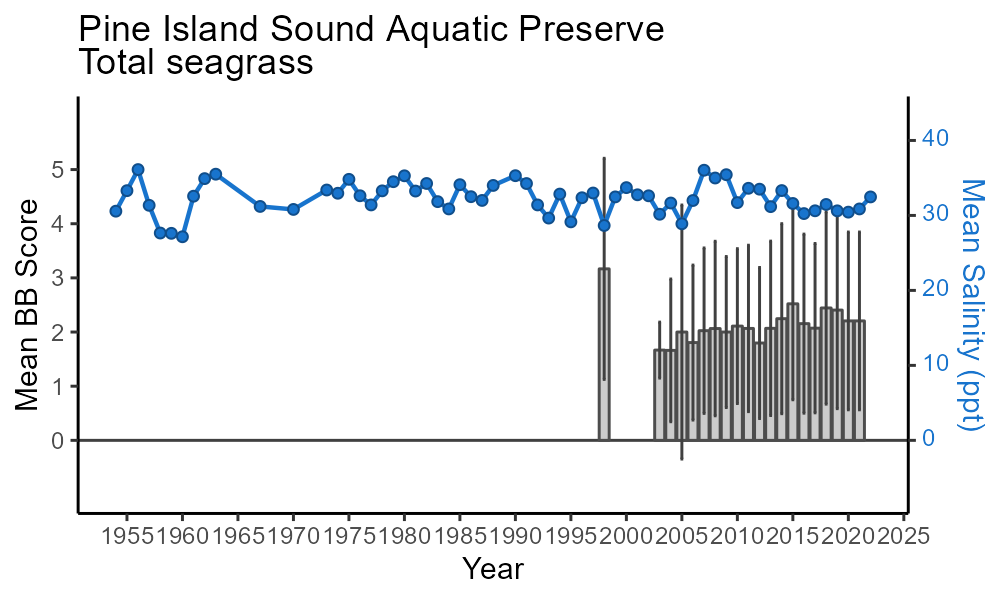 Pine Island Sound Aquatic Preserve
Total seagrass
Mean BB Score
5
4
3
2
1
0
40
30
20
10
0
Mean Salinity (ppt)
1955 1960 1965 1970 1975 1980 1985 1990 1995 2000 2005 2010 2015 2020 2025
Year